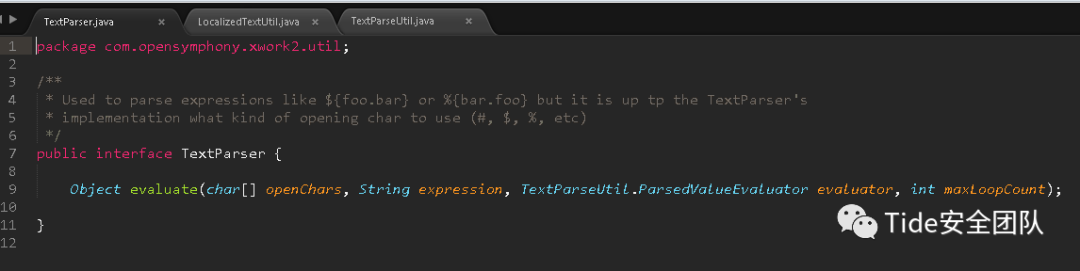 TextParser.java × LocalizedTextUtil.java × TextParseUtil.java ×
1 package com.opensymphony.xwork2.util;
2
3 /**
4 * Used to parse expressions like ${foo.bar} or %{bar.foo} but it is up tp the TextParser's
5 * implementation what kind of opening char to use (#, $, %, etc)
6 */
7 public interface TextParser {
8
9 Object evaluate(char[] openChars, String expression, TextParseUtil.ParsedValueEvaluator evaluator, int maxLoopCount);
10
11 }
12
Tide安全团队